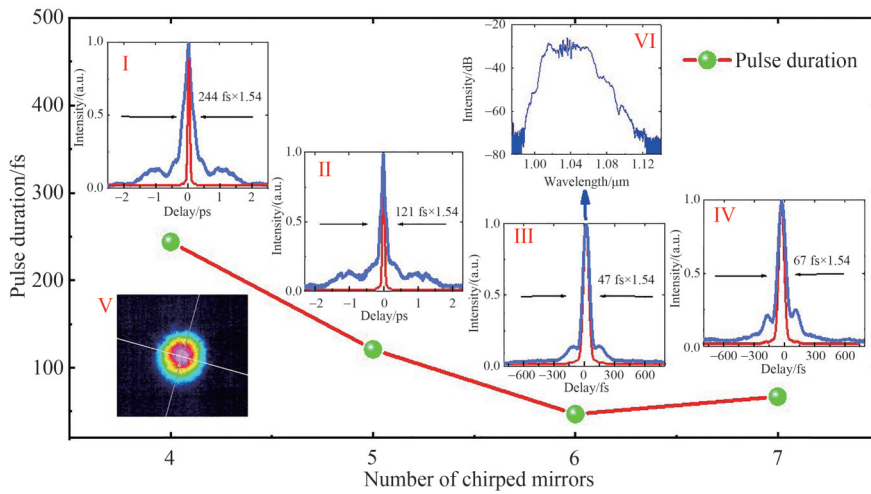 500
450
400
350
300
250
200
150
100
Pulse duration/fs
4
5
6
7
Number of chirped mirrors
Pulse duration
I
1.0
0.5
0.0
Intensity/(a.u.)
244 fs×1.54
−2 −1 0 1 2
Delay/ps
II
1.0
0.5
0.0
Intensity/(a.u.)
121 fs×1.54
−2 −1 0 1 2
Delay/ps
VI
−20
−40
−60
−80
Intensity/dB
1.00 1.04 1.08 1.12
Wavelength/μm
III
1.0
0.5
0.0
Intensity/(a.u.)
47 fs×1.54
−600 −300 0 300 600
Delay/fs
IV
1.0
0.5
0.0
Intensity/(a.u.)
67 fs×1.54
−600 −300 0 300 600
Delay/fs
V